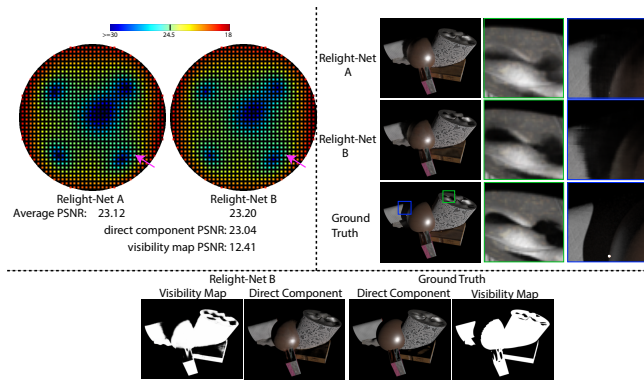 >=30 24.5 18
Relight-Net A Relight-Net B
Average PSNR: 23.12 23.20
direct component PSNR: 23.04
visibility map PSNR: 12.41
Relight-Net
A
Relight-Net
B
Ground
Truth
Relight-Net B Ground Truth
Visibility Map Direct Component Direct Component Visibility Map